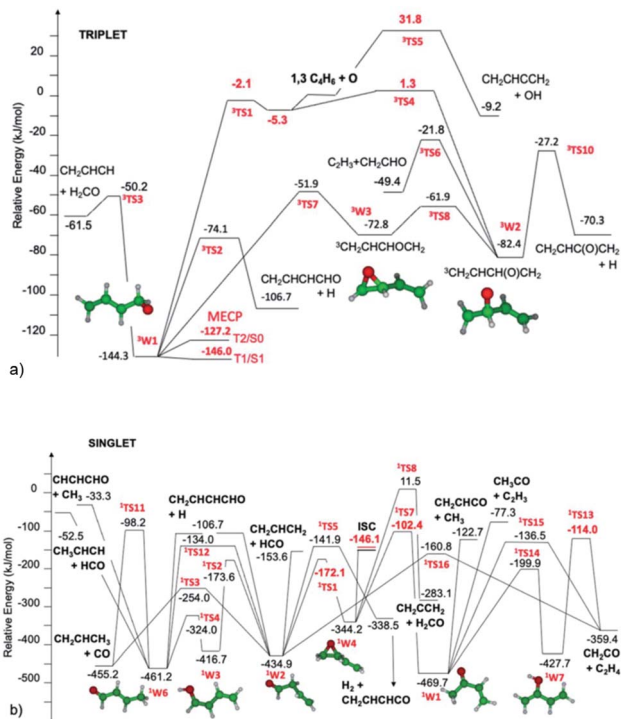 TRIPLET
Relative Energy (kJ/mol)
20
0
-20
-40
-60
-80
-100
-120
31.8
³TS5
-2.1
³TS1
-5.3
1,3 C₄H₆ + O
1.3
³TS4
CH₂CHCCH₂
+ OH
-9.2
-21.8
³TS6
-27.2
³TS10
C₂H₃+CH₂CHO
-49.4
CH₂CHCH
+ H₂CO
-50.2
³TS3
-61.5
-51.9
³TS7
³W3
-72.8
³CH₂CHCHOCH₂
-61.9
³TS8
³W2
-82.4
³CH₂CHCH(O)CH₂
-70.3
CH₂CHC(O)CH₂
+ H
-74.1
³TS2
CH₂CHCHCHO
+ H
-106.7
MECP
-127.2
T2/S0
-146.0
T1/S1
³W1
-144.3
a)
SINGLET
Relative Energy (kJ/mol)
0
-100
-200
-300
-400
-500
CHCHCHO
+ CH₃
-33.3
-52.5
CH₃CHCH
+ HCO
¹TS11
-98.2
CH₂CHCHCHO
+ H
-106.7
-134.0
¹TS12
¹TS2
-173.6
¹TS3
-254.0
¹TS4
-324.0
-416.7
¹W3
CH₂CHCH₃
+ CO
-455.2
-461.2
¹W6
CH₂CHCH₂
+ HCO
-153.6
¹TS5
-141.9
-172.1
¹TS1
ISC
-146.1
-434.9
¹W2
-344.2
¹W4
-338.5
H₂ +
CH₂CHCHCO
¹TS8
11.5
¹TS7
-102.4
CH₂CHCO
+ CH₃
-122.7
-160.8
¹TS16
-283.1
CH₂CCH₂
+ H₂CO
-469.7
¹W1
CH₃CO
+ C₂H₃
-77.3
¹TS15
-136.5
¹TS14
-199.9
¹TS13
-114.0
-427.7
¹W7
-359.4
CH₂CO
+ C₂H₄
b)